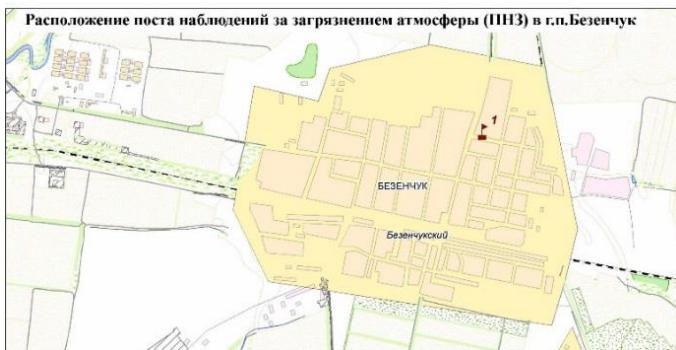 Расположение поста наблюдений за загрязнением атмосферы (ПНЗ) в г.п.Безенчук
1
БЕЗЕНЧУК
Безенчукский